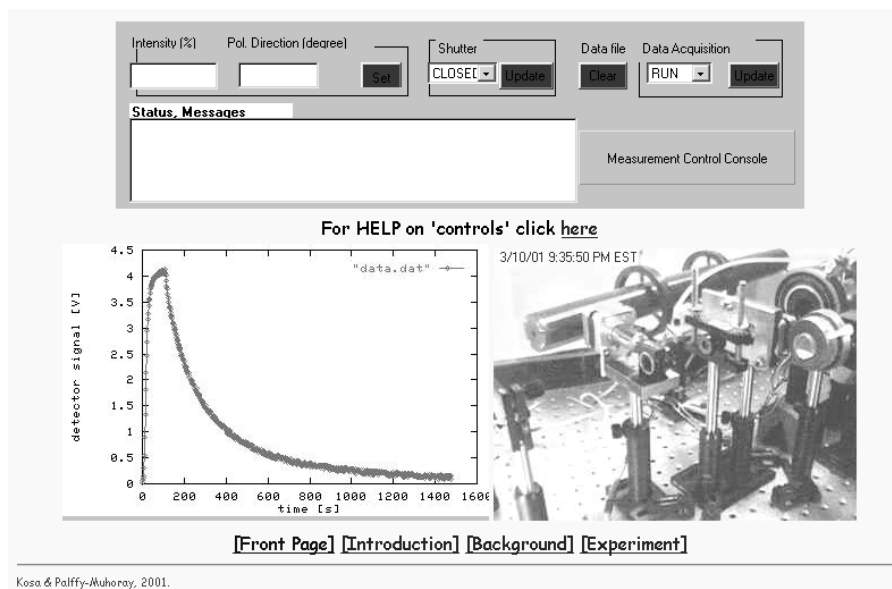 Intensity (%) Pol. Direction (degree) Shutter Data file Data Acquisition
Set CLOSED Update Clear RUN Update
Status, Messages
Measurement Control Console
For HELP on 'controls' click here
4.5
4
3.5
3
2.5
2
1.5
1
0.5
0
detector signal [V]
"data.dat"
0 200 400 600 800 1000 1200 1400 1600
time [s]
3/10/01 9:35:50 PM EST
[Front Page] [Introduction] [Background] [Experiment]
Kosa & Palffy-Muhoray, 2001.